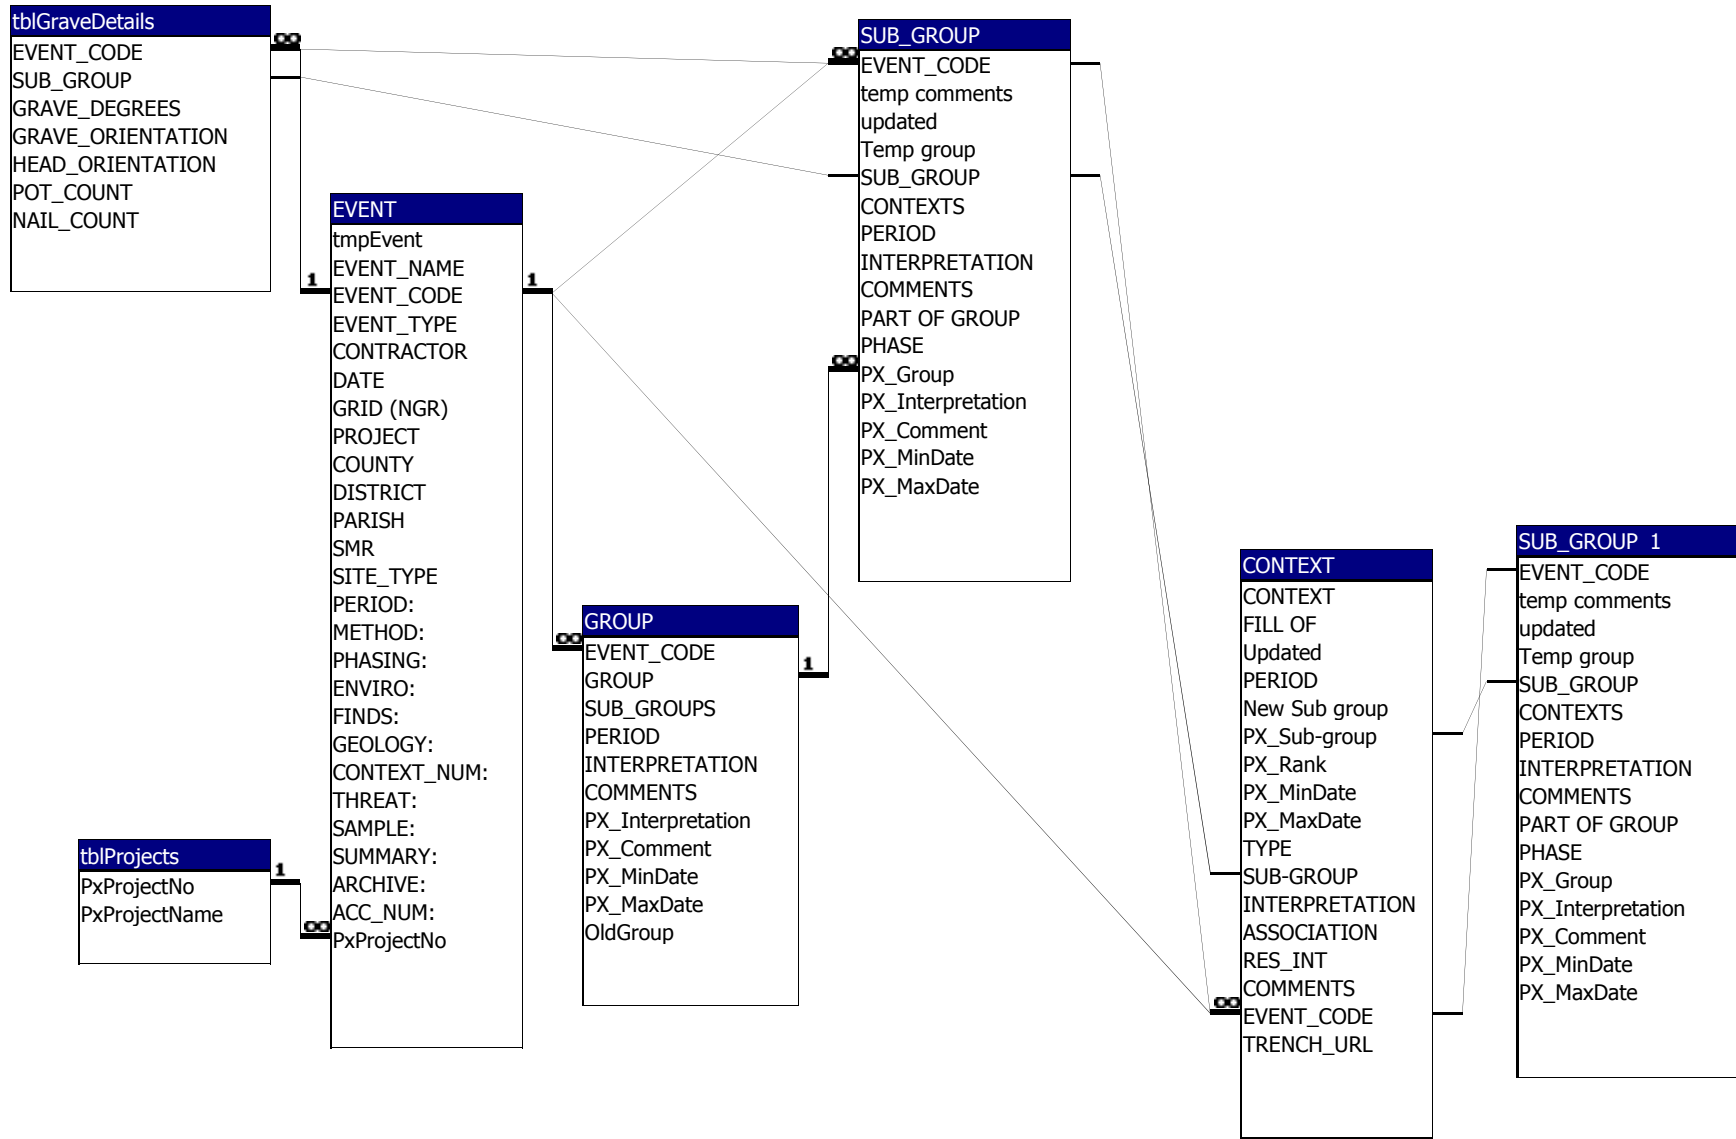 tblGraveDetails
EVENT_CODE
SUB_GROUP
GRAVE_DEGREES
GRAVE_ORIENTATION
HEAD_ORIENTATION
POT_COUNT
NAIL_COUNT
∞
1
EVENT
tmpEvent
EVENT_NAME
EVENT_CODE
EVENT_TYPE
CONTRACTOR
DATE
GRID (NGR)
PROJECT
COUNTY
DISTRICT
PARISH
SMR
SITE_TYPE
PERIOD:
METHOD:
PHASING:
ENVIRO:
FINDS:
GEOLOGY:
CONTEXT_NUM:
THREAT:
SAMPLE:
SUMMARY:
ARCHIVE:
ACC_NUM:
PxProjectNo
1
tblProjects
PxProjectNo
PxProjectName
1
∞
∞
GROUP
EVENT_CODE
GROUP
SUB_GROUPS
PERIOD
INTERPRETATION
COMMENTS
PX_Interpretation
PX_Comment
PX_MinDate
PX_MaxDate
OldGroup
1
∞
∞
SUB_GROUP
EVENT_CODE
temp comments
updated
Temp group
SUB_GROUP
CONTEXTS
PERIOD
INTERPRETATION
COMMENTS
PART OF GROUP
PHASE
PX_Group
PX_Interpretation
PX_Comment
PX_MinDate
PX_MaxDate
∞
CONTEXT
CONTEXT
FILL OF
Updated
PERIOD
New Sub group
PX_Sub-group
PX_Rank
PX_MinDate
PX_MaxDate
TYPE
SUB-GROUP
INTERPRETATION
ASSOCIATION
RES_INT
COMMENTS
EVENT_CODE
TRENCH_URL
SUB_GROUP_1
EVENT_CODE
temp comments
updated
Temp group
SUB_GROUP
CONTEXTS
PERIOD
INTERPRETATION
COMMENTS
PART OF GROUP
PHASE
PX_Group
PX_Interpretation
PX_Comment
PX_MinDate
PX_MaxDate